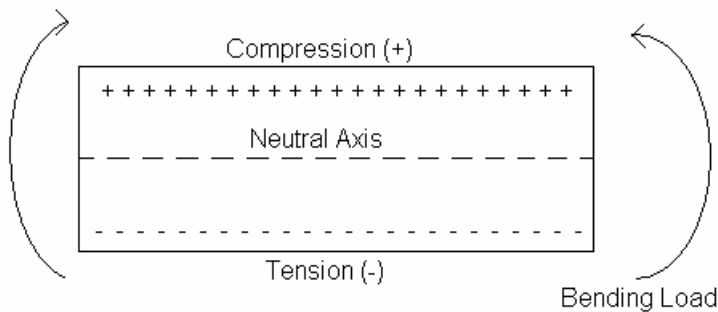 Compression (+)
+ + + + + + + + + + + + + + + + + + + + + + +
Neutral Axis
- - - - - - - - - - - - - - - - - - - - - - - -
Tension (-)
Bending Load